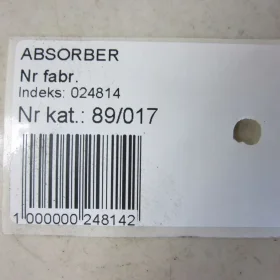 ABSORBER
Nr fabr.
Indeks: 024814
Nr kat.: 89/017
1 000000 248142